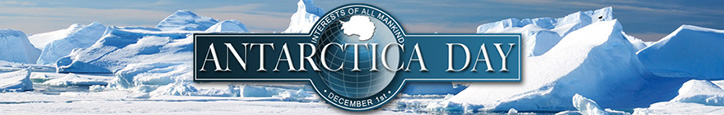 INTERESTS OF ALL MANKIND
ANTARCTICA DAY
• DECEMBER 1st •